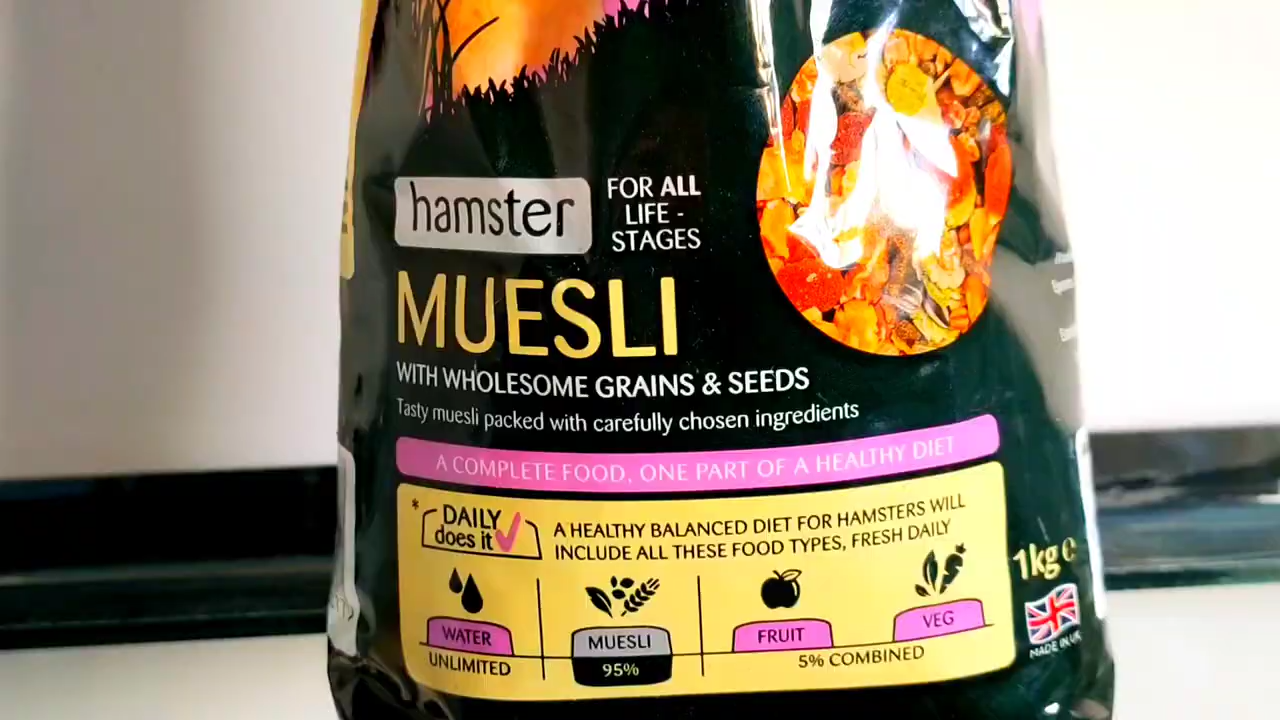 hamster
FOR ALL
LIFE -
STAGES
MUESLI
WITH WHOLESOME GRAINS & SEEDS
Tasty muesli packed with carefully chosen ingredients
A COMPLETE FOOD, ONE PART OF A HEALTHY DIET
* DAILY
does it
A HEALTHY BALANCED DIET FOR HAMSTERS WILL
INCLUDE ALL THESE FOOD TYPES, FRESH DAILY
WATER
UNLIMITED
MUESLI
95%
FRUIT
VEG
5% COMBINED
1kg e
MADE IN UK